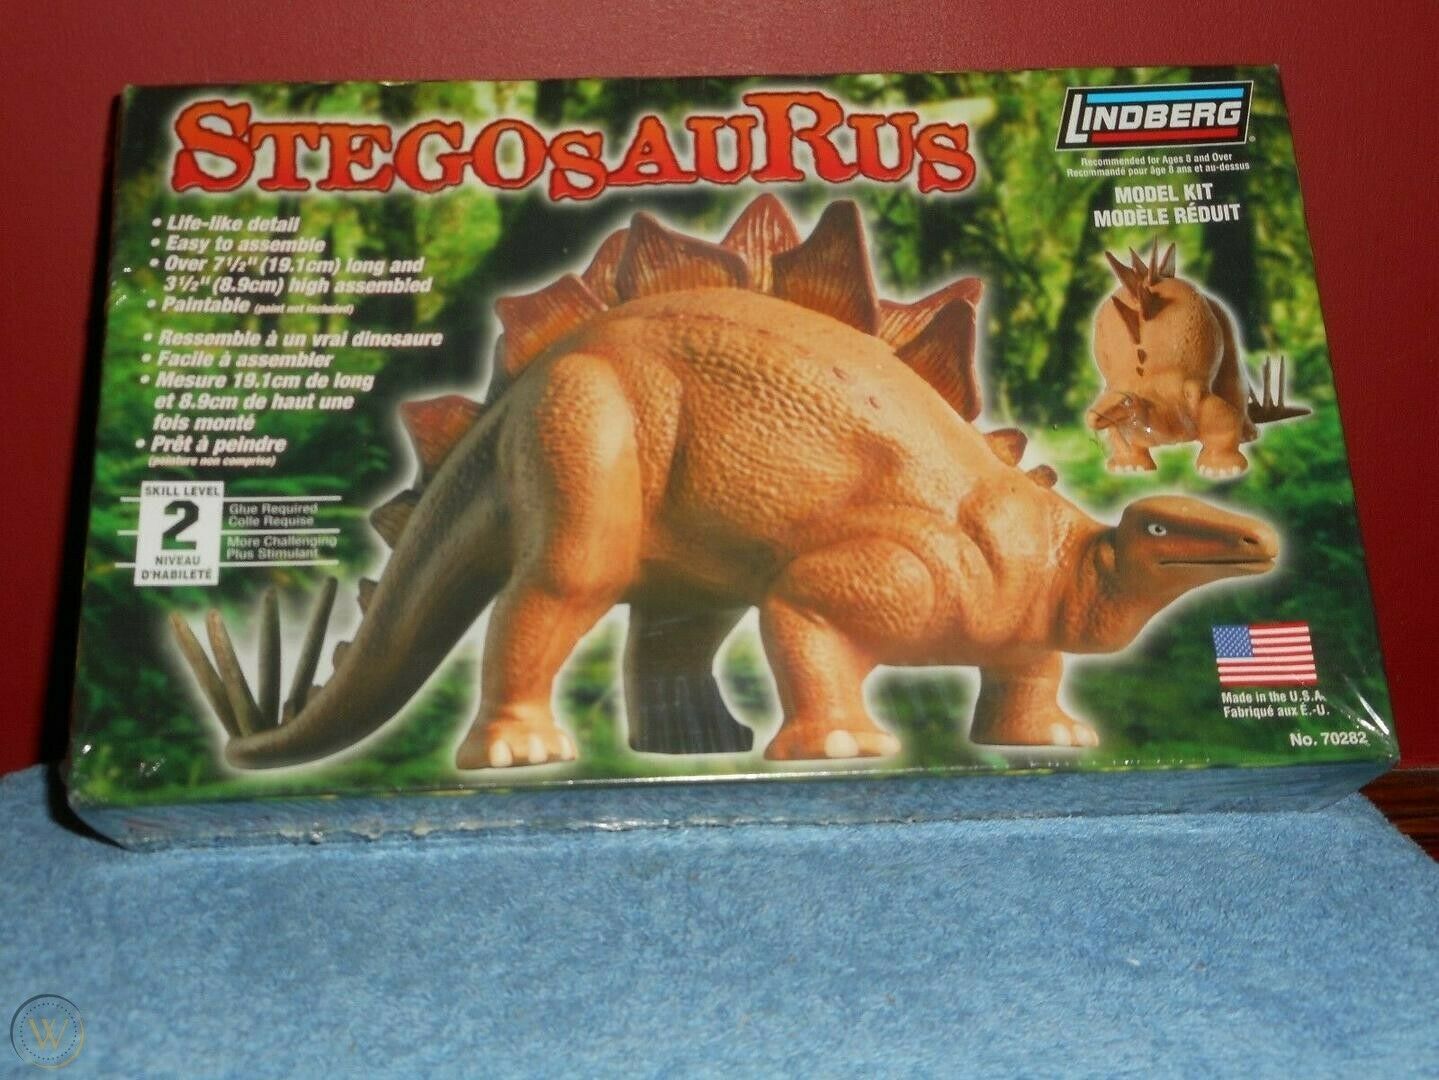 STEGOSAURUS
LINDBERG®
Recommended for Ages 8 and Over
Recommandé pour âge 8 ans et au-dessus
MODEL KIT
MODÈLE RÉDUIT
• Life-like detail
• Easy to assemble
• Over 7 1/2" (19.1cm) long and
3 1/2" (8.9cm) high assembled
• Paintable (paint not included)
• Ressemble à un vrai dinosaure
• Facile à assembler
• Mesure 19.1cm de long
et 8.9cm de haut une
fois monté
• Prêt à peindre
(peinture non comprise)
SKILL LEVEL
2
NIVEAU
D'HABILETÉ
Glue Required
Colle Requise
More Challenging
Plus Stimulant
Made in the U.S.A.
Fabriqué aux É.-U.
No. 70282
W